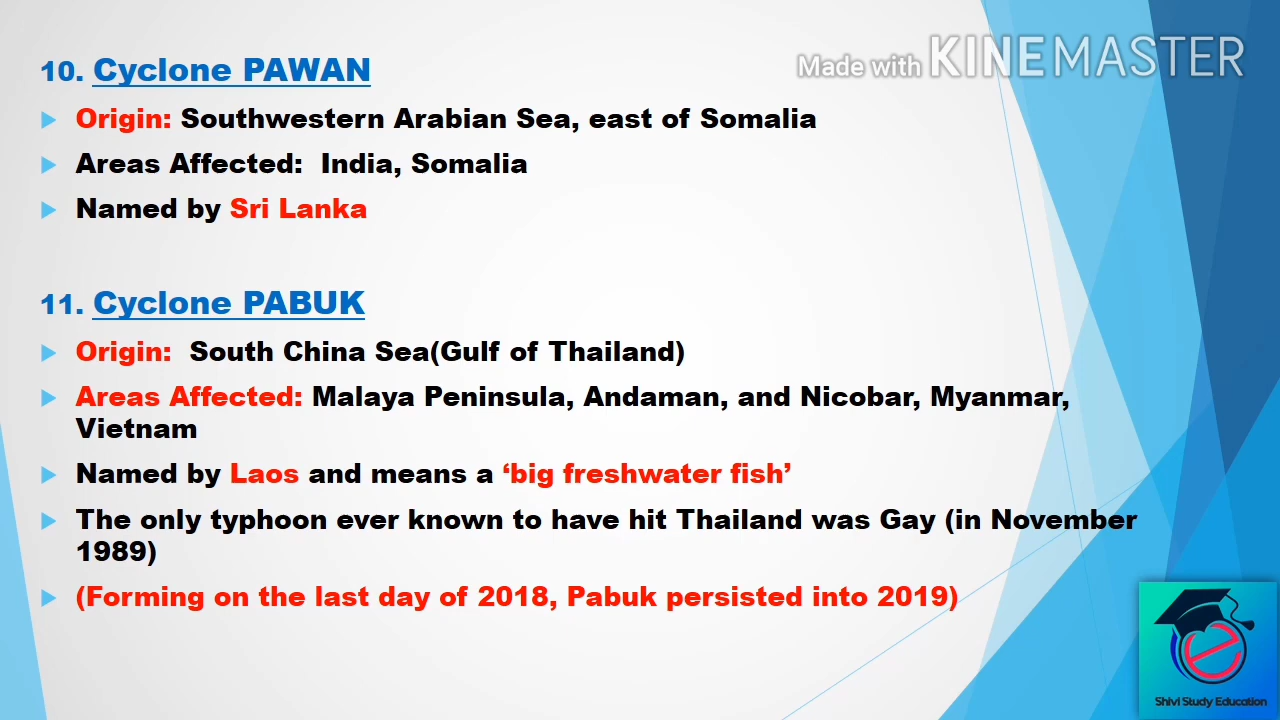 Made with KINEMASTER
10. Cyclone PAWAN
Origin: Southwestern Arabian Sea, east of Somalia
Areas Affected: India, Somalia
Named by Sri Lanka
11. Cyclone PABUK
Origin: South China Sea(Gulf of Thailand)
Areas Affected: Malaya Peninsula, Andaman, and Nicobar, Myanmar,
Vietnam
Named by Laos and means a ‘big freshwater fish’
The only typhoon ever known to have hit Thailand was Gay (in November
1989)
(Forming on the last day of 2018, Pabuk persisted into 2019)
Shivi Study Education